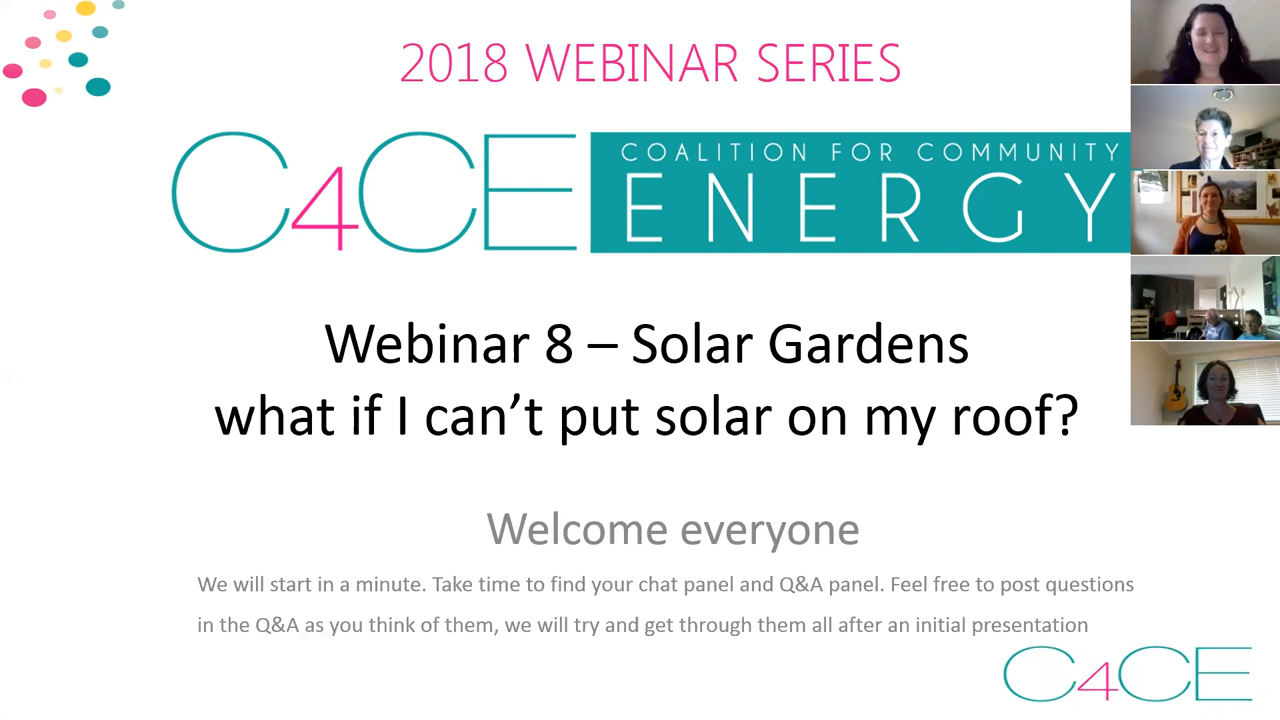 2018 WEBINAR SERIES
C4CE
COALITION FOR COMMUNITY
ENERGY
Webinar 8 – Solar Gardens
what if I can’t put solar on my roof?
Welcome everyone
We will start in a minute. Take time to find your chat panel and Q&A panel. Feel free to post questions
in the Q&A as you think of them, we will try and get through them all after an initial presentation
C4CE